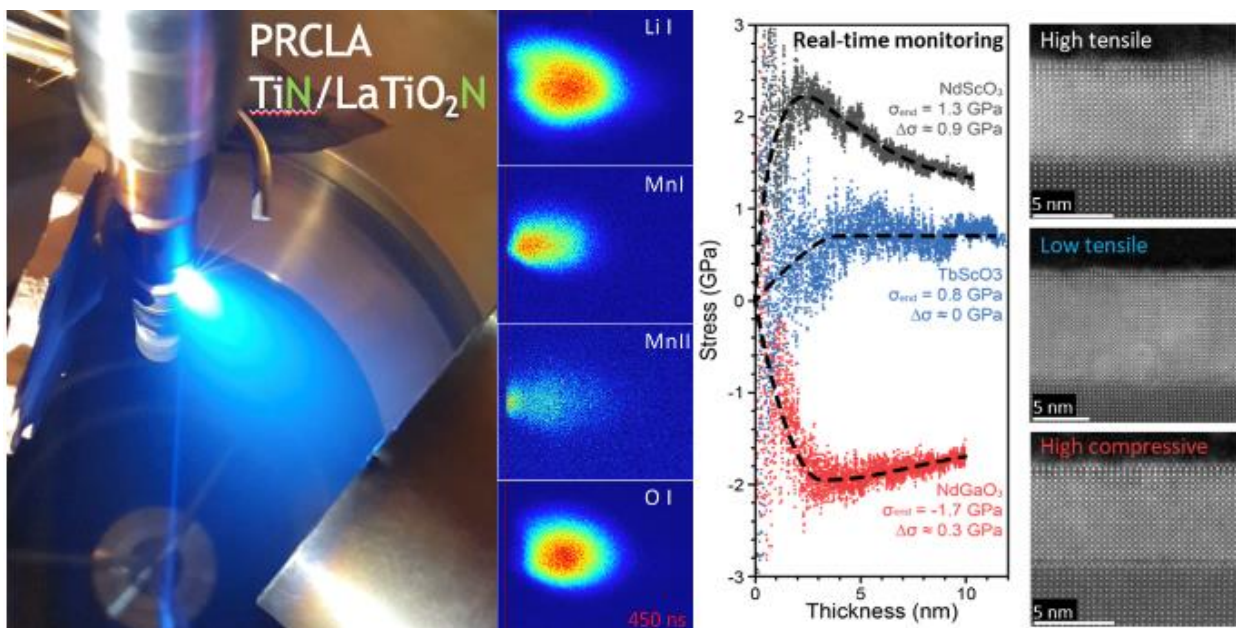 PRCLA
TiN/LaTiO₂N
Li I
MnI
MnII
O I
450 ns
3
2
1
0
-1
-2
-3
Stress (GPa)
Real-time monitoring
NdScO₃
σend = 1.3 GPa
Δσ ≈ 0.9 GPa
TbScO3
σend = 0.8 GPa
Δσ ≈ 0 GPa
NdGaO₃
σend = -1.7 GPa
Δσ ≈ 0.3 GPa
0 5 10
Thickness (nm)
High tensile
5 nm
Low tensile
5 nm
High compressive
5 nm